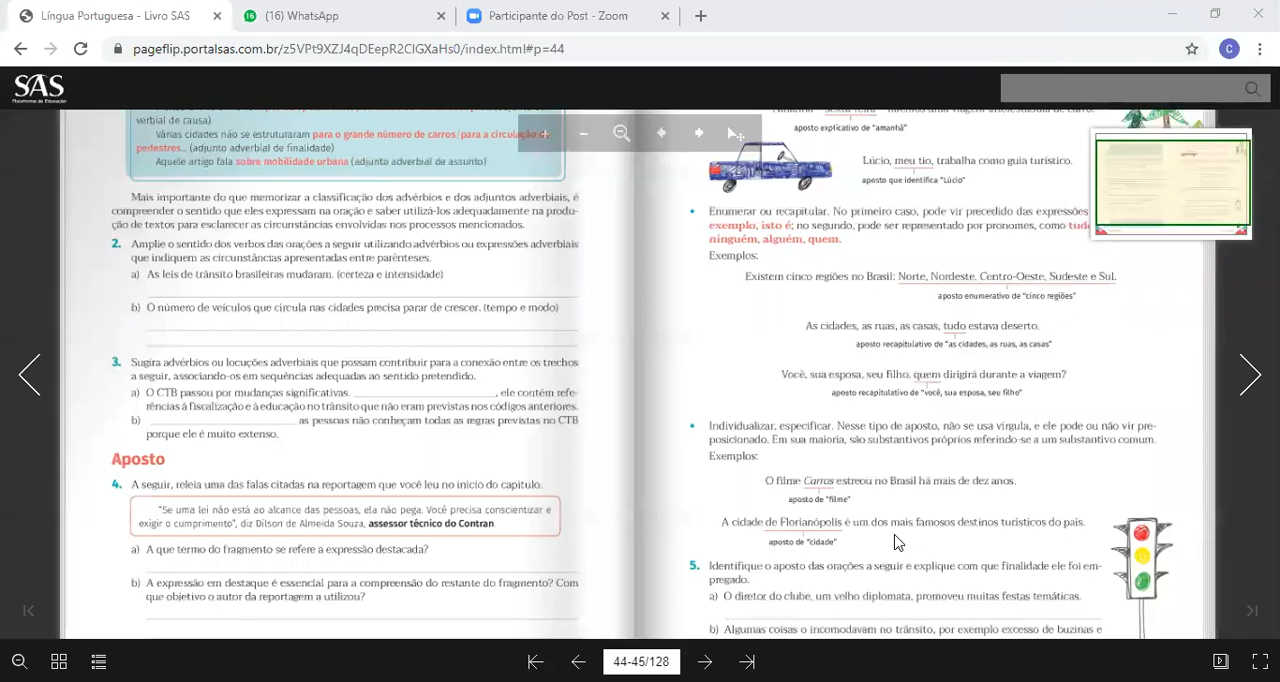 Língua Portuguesa - Livro SAS
(16) WhatsApp
Participante do Post - Zoom
pageflip.portalsas.com.br/z5VPt9XZJ4qDEepR2ClGXaHs0/index.html#p=44
C
SAS
Plataforma de Educação
verbial de causa)
Várias cidades não se estruturaram para o grande número de carros/para a circulação de
pedestres... (adjunto adverbial de finalidade)
Aquele artigo fala sobre mobilidade urbana (adjunto adverbial de assunto)
Mais importante do que memorizar a classificação dos advérbios e dos adjuntos adverbiais, é
compreender o sentido que eles expressam na oração e saber utilizá-los adequadamente na produ-
ção de textos para esclarecer as circunstâncias envolvidas nos processos mencionados.
2. Amplie o sentido dos verbos das orações a seguir utilizando advérbios ou expressões adverbiais
que indiquem as circunstâncias apresentadas entre parênteses.
a) As leis de trânsito brasileiras mudaram. (certeza e intensidade)
b) O número de veículos que circula nas cidades precisa parar de crescer. (tempo e modo)
3. Sugira advérbios ou locuções adverbiais que possam contribuir para a conexão entre os trechos
a seguir, associando-os em sequências adequadas ao sentido pretendido.
a) O CTB passou por mudanças significativas. , ele contém refe-
rências à fiscalização e à educação no trânsito que não eram previstas nos códigos anteriores.
b) as pessoas não conheçam todas as regras previstas no CTB
porque ele é muito extenso.
Aposto
4. A seguir, releia uma das falas citadas na reportagem que você leu no início do capítulo.
"Se uma lei não está ao alcance das pessoas, ela não pega. Você precisa conscientizar e
exigir o cumprimento", diz Dilson de Almeida Souza, assessor técnico do Contran.
a) A que termo do fragmento se refere a expressão destacada?
b) A expressão em destaque é essencial para a compreensão do restante do fragmento? Com
que objetivo o autor da reportagem a utilizou?
aposto explicativo de "amanhã"
Lúcio, meu tio, trabalha como guia turístico.
aposto que identifica "Lúcio"
• Enumerar ou recapitular. No primeiro caso, pode vir precedido das expressões
exemplo, isto é; no segundo, pode ser representado por pronomes, como
ninguém, alguém, quem.
Exemplos:
Existem cinco regiões no Brasil: Norte, Nordeste, Centro-Oeste, Sudeste e Sul.
aposto enumerativo de "cinco regiões"
As cidades, as ruas, as casas, tudo estava deserto.
aposto recapitulativo de "as cidades, as ruas, as casas"
Você, sua esposa, seu filho, quem dirigirá durante a viagem?
aposto recapitulativo de "você, sua esposa, seu filho"
• Individualizar, especificar. Nesse tipo de aposto, não se usa vírgula, e ele pode ou não vir pre-
posicionado. Em sua maioria, são substantivos próprios referindo-se a um substantivo comum.
Exemplos:
O filme Carros estreou no Brasil há mais de dez anos.
aposto de "filme"
A cidade de Florianópolis é um dos mais famosos destinos turísticos do país.
aposto de "cidade"
5. Identifique o aposto das orações a seguir e explique com que finalidade ele foi em-
pregado.
a) O diretor do clube, um velho diplomata, promoveu muitas festas temáticas.
b) Algumas coisas o incomodavam no trânsito, por exemplo excesso de buzinas e
44-45/128